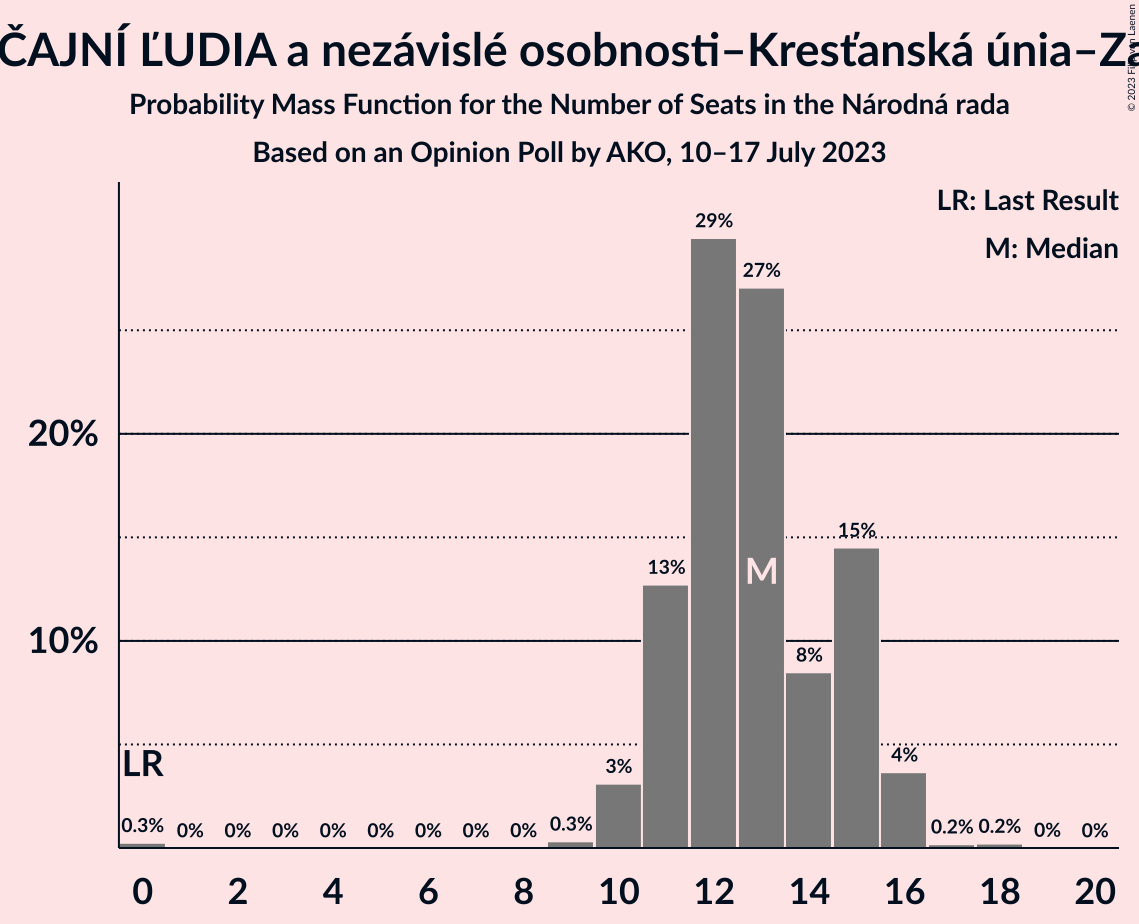 ČAJNÍ ĽUDIA a nezávislé osobnosti–Kresťanská únia–Za
Probability Mass Function for the Number of Seats in the Národná rada
Based on an Opinion Poll by AKO, 10–17 July 2023
© 2023 Filip van Laenen
LR: Last Result
M: Median
29%
27%
20%
15%
13%
M
10%
8%
LR
4%
3%
0.3% 0% 0% 0% 0% 0% 0% 0% 0% 0.3% 0.2% 0.2% 0% 0%
0 2 4 6 8 10 12 14 16 18 20